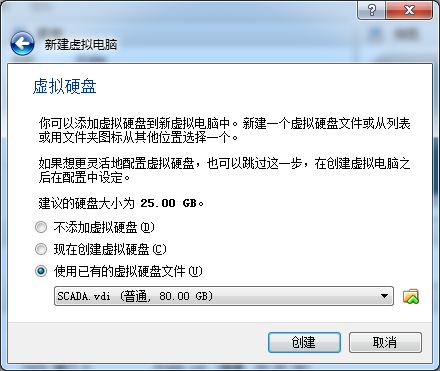 新建虚拟电脑
虚拟硬盘
你可以添加虚拟硬盘到新虚拟电脑中。新建一个虚拟硬盘文件或从列表
或用文件夹图标从其他位置选择一个。
如果想更灵活地配置虚拟硬盘，也可以跳过这一步，在创建虚拟电脑之
后在配置中设定。
建议的硬盘大小为 25.00 GB。
不添加虚拟硬盘(D)
现在创建虚拟硬盘(C)
使用已有的虚拟硬盘文件(U)
SCADA.vdi (普通, 80.00 GB)
创建
取消